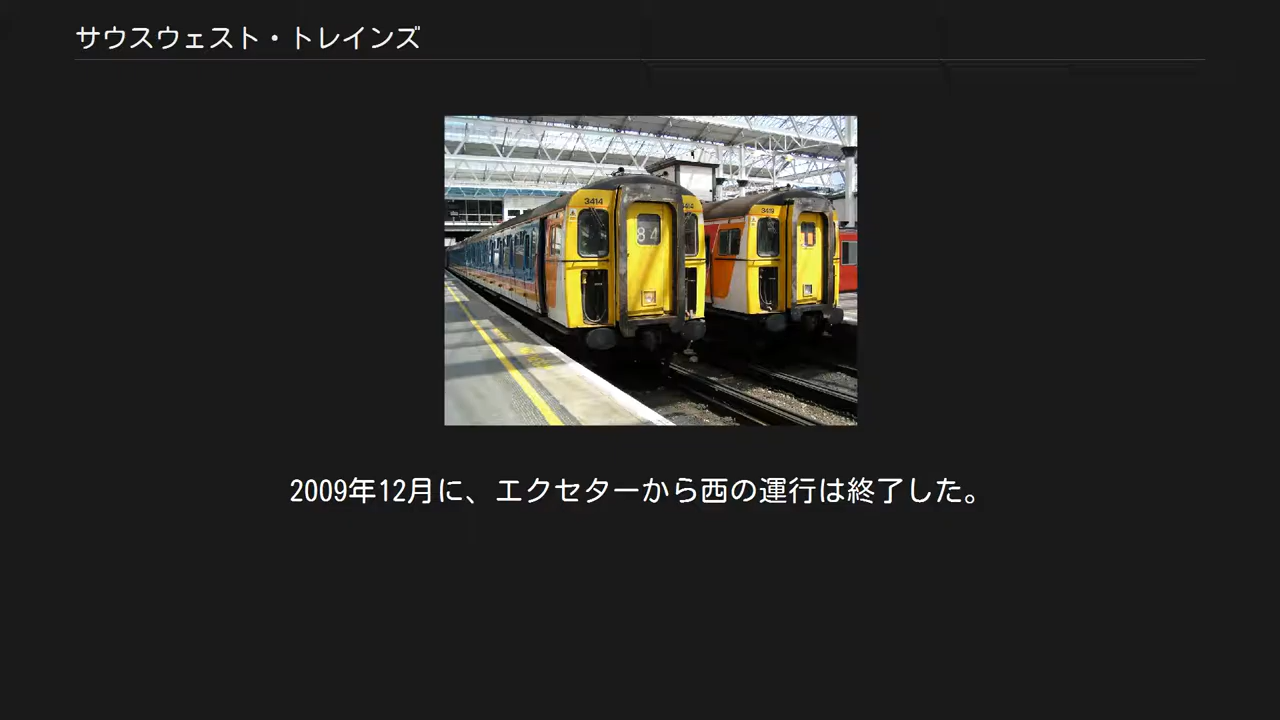 サウスウェスト・トレインズ
3414
84
3419
2009年12月に、エクセターから西の運行は終了した。